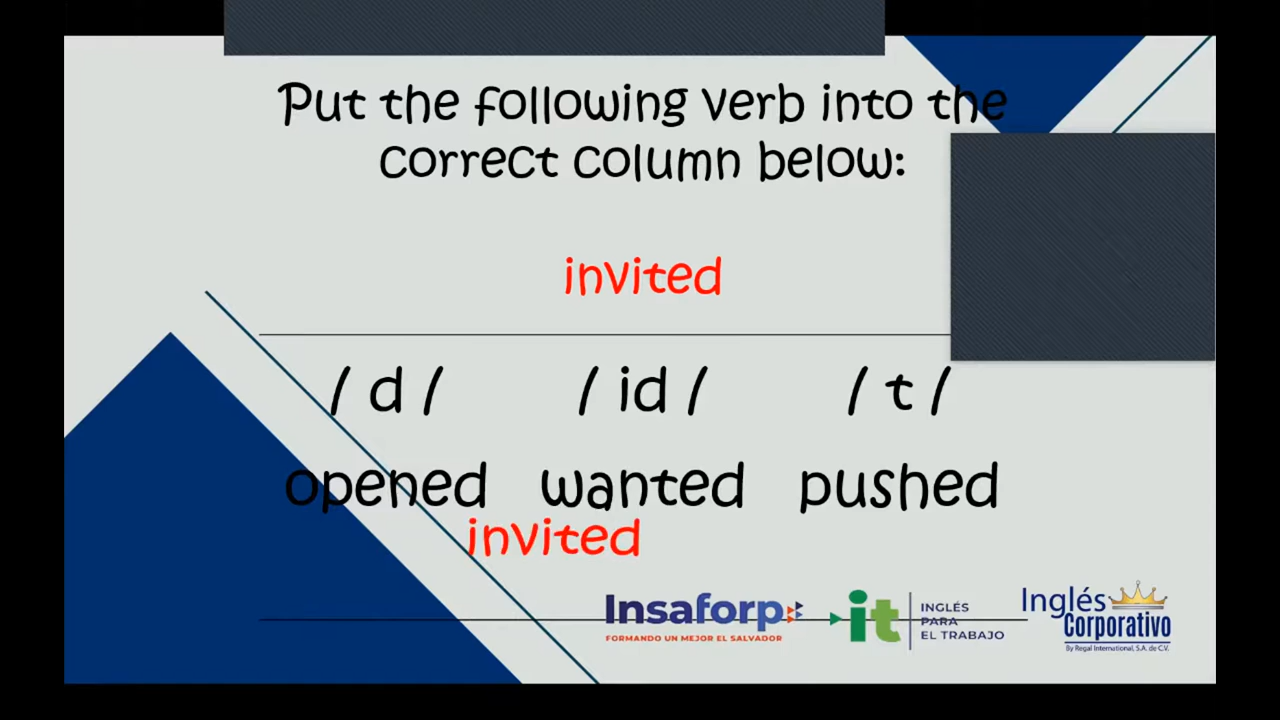 Put the following verb into the
correct column below:
invited
/ d / / id / / t /
opened wanted pushed
invited
Insaforp
FORMANDO UN MEJOR EL SALVADOR
it
INGLÉS
PARA
EL TRABAJO
Inglés
Corporativo
By Regal International, S.A. de C.V.